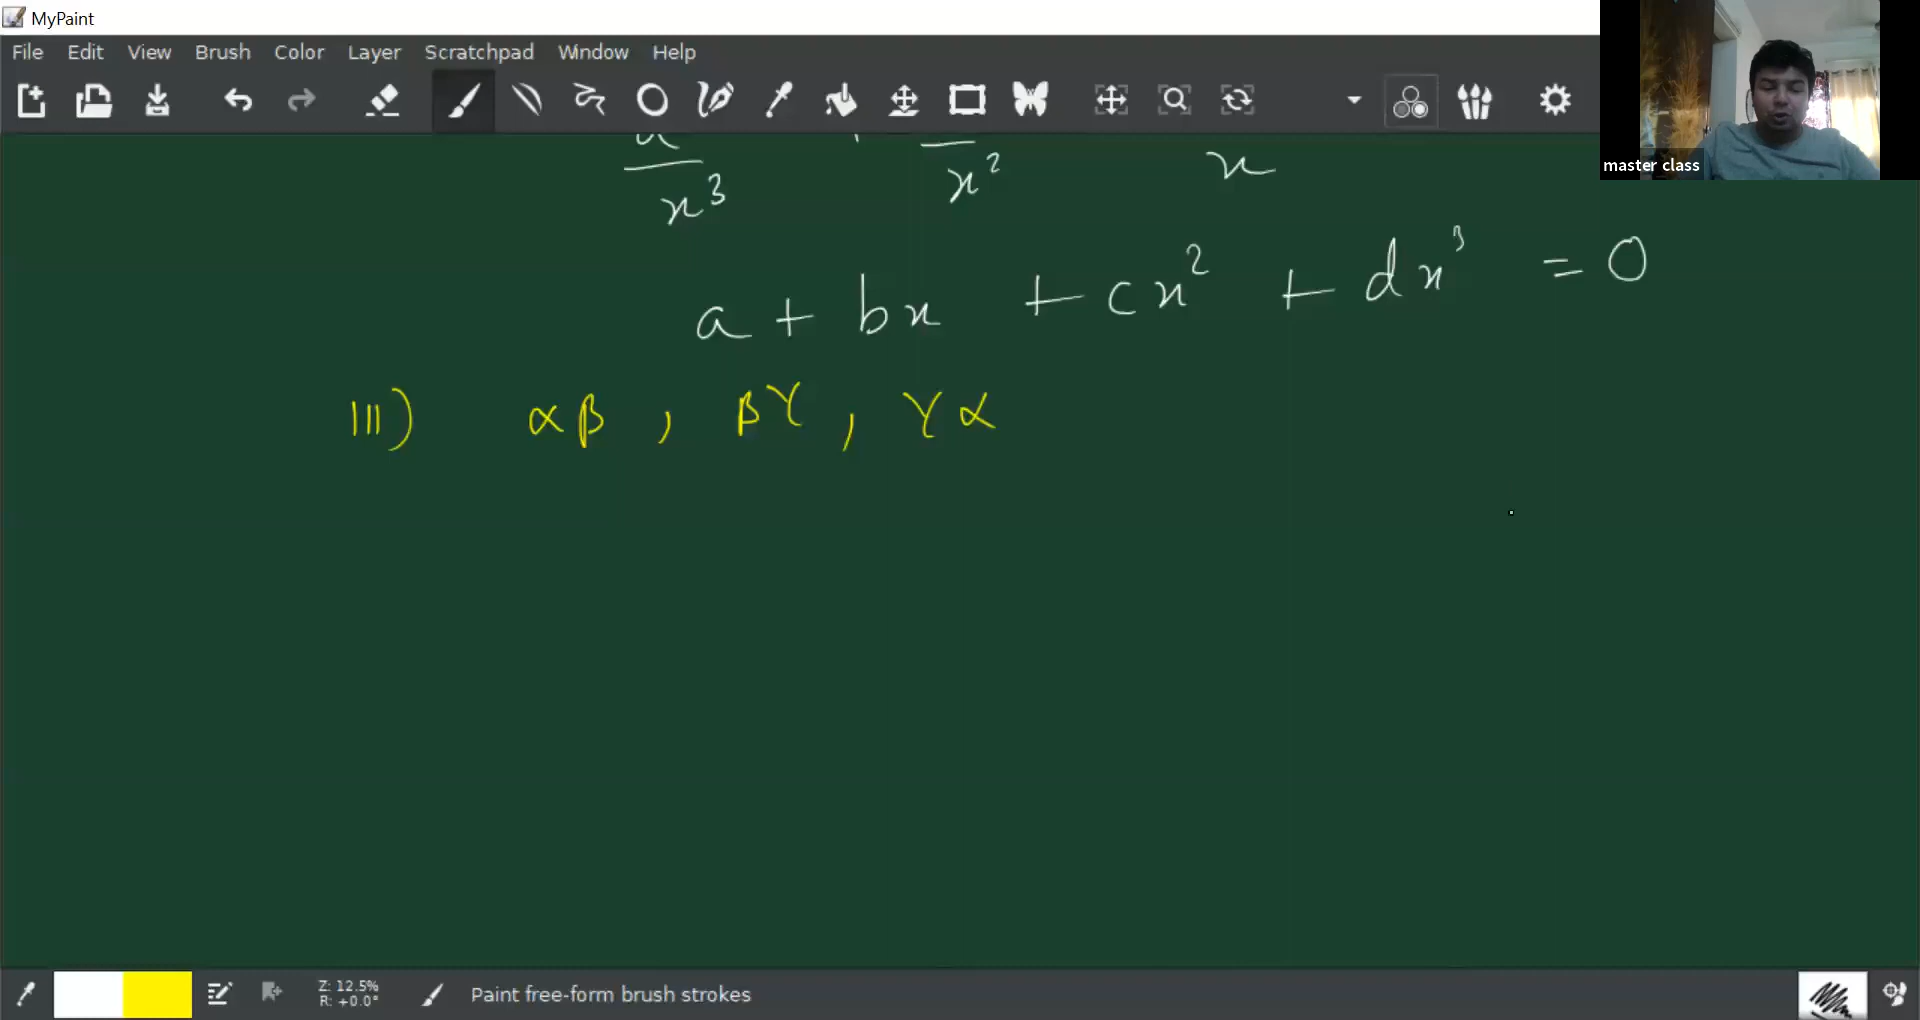 MyPaint
File Edit View Brush Color Layer Scratchpad Window Help
master class
x³ x² x
a + bx + cx² + dx³ = 0
III) αβ , βγ , γα
Z: 12.5%
R: +0.0°
Paint free-form brush strokes